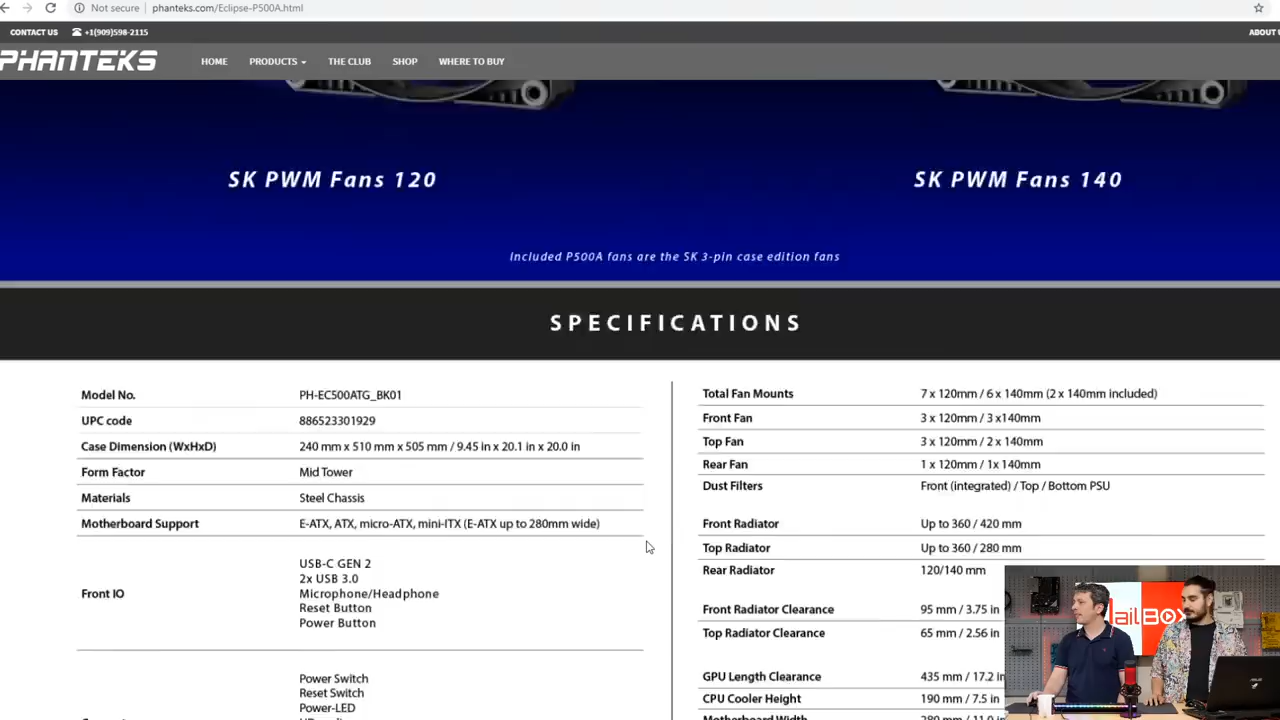 Not secure phanteks.com/Eclipse-P500A.html
CONTACT US +1(909)598-2115 ABOUT
PHANTEKS HOME PRODUCTS THE CLUB SHOP WHERE TO BUY
SK PWM Fans 120 SK PWM Fans 140
Included P500A fans are the SK 3-pin case edition fans
SPECIFICATIONS
Model No. PH-EC500ATG_BK01
UPC code 886523301929
Case Dimension (WxHxD) 240 mm x 510 mm x 505 mm / 9.45 in x 20.1 in x 20.0 in
Form Factor Mid Tower
Materials Steel Chassis
Motherboard Support E-ATX, ATX, micro-ATX, mini-ITX (E-ATX up to 280mm wide)
Front IO
USB-C GEN 2
2x USB 3.0
Microphone/Headphone
Reset Button
Power Button
Power Switch
Reset Switch
Power-LED
Total Fan Mounts 7 x 120mm / 6 x 140mm (2 x 140mm included)
Front Fan 3 x 120mm / 3 x140mm
Top Fan 3 x 120mm / 2 x 140mm
Rear Fan 1 x 120mm / 1x 140mm
Dust Filters Front (integrated) / Top / Bottom PSU
Front Radiator Up to 360 / 420 mm
Top Radiator Up to 360 / 280 mm
Rear Radiator 120/140 mm
Front Radiator Clearance 95 mm / 3.75 in
Top Radiator Clearance 65 mm / 2.56 in
GPU Length Clearance 435 mm / 17.2 in
CPU Cooler Height 190 mm / 7.5 in
Motherboard Width 280 mm / 11.0
ailBox